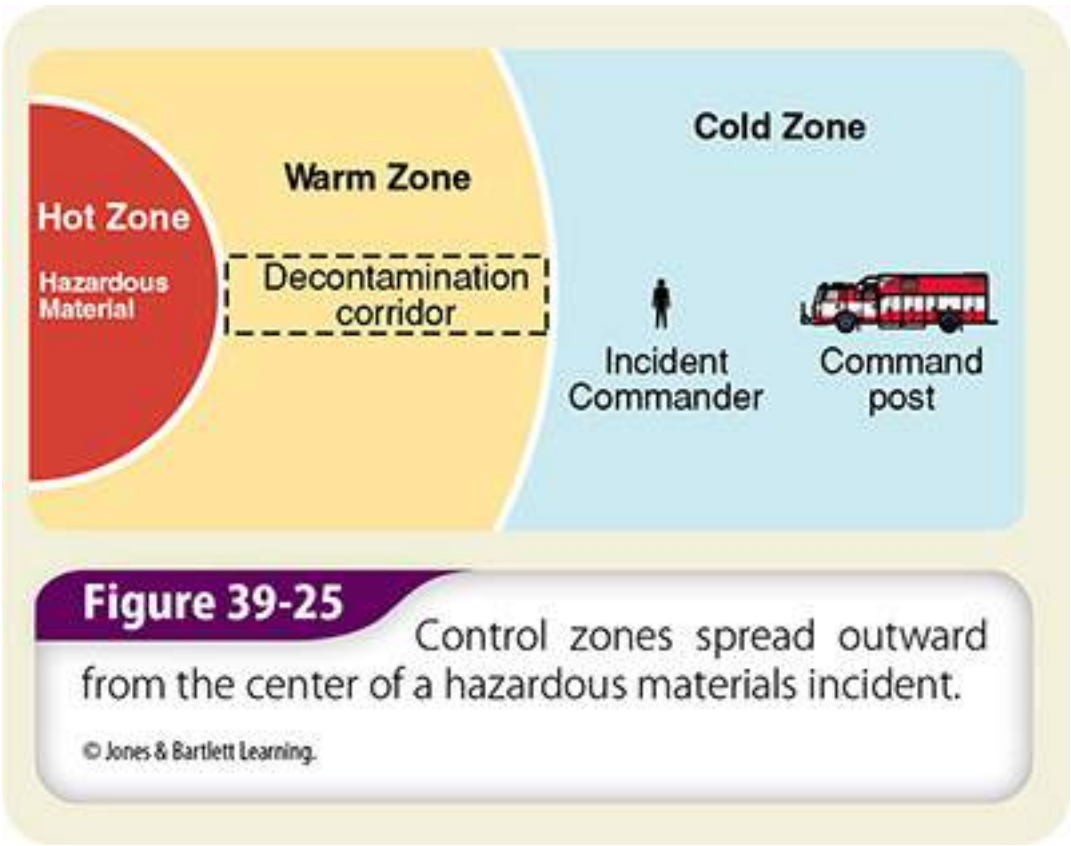 Cold Zone
Warm Zone
Hot Zone
Hazardous
Material
Decontamination
corridor
Incident
Commander
Command
post
Figure 39-25
Control zones spread outward
from the center of a hazardous materials incident.
© Jones & Bartlett Learning.